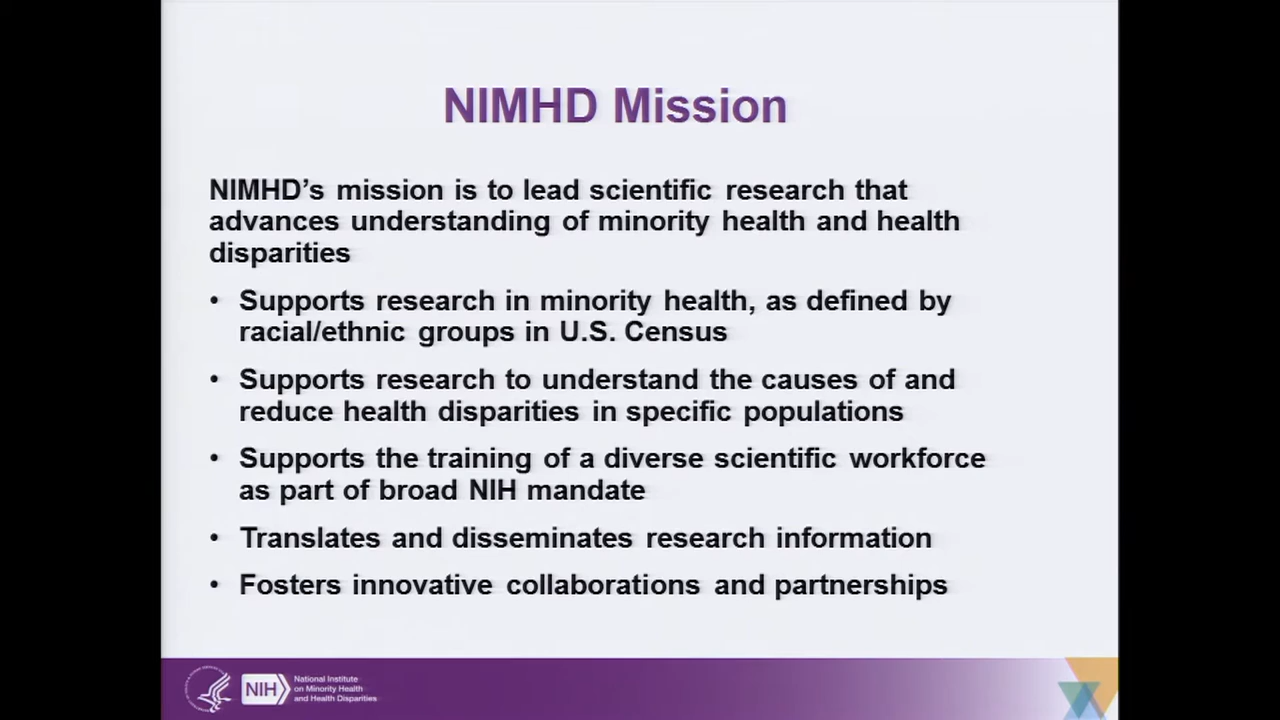 NIMHD Mission
NIMHD's mission is to lead scientific research that
advances understanding of minority health and health
disparities
• Supports research in minority health, as defined by
racial/ethnic groups in U.S. Census
• Supports research to understand the causes of and
reduce health disparities in specific populations
• Supports the training of a diverse scientific workforce
as part of broad NIH mandate
• Translates and disseminates research information
• Fosters innovative collaborations and partnerships
NIH
National Institute
on Minority Health
and Health Disparities